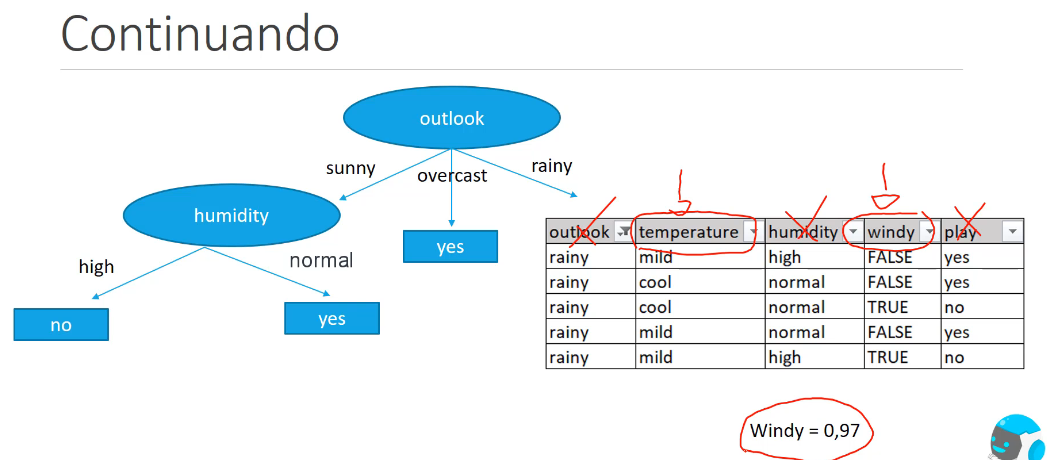 Continuando
outlook
sunny
overcast
rainy
humidity
yes
high
normal
no
yes
outlook temperature humidity windy play
rainy mild high FALSE yes
rainy cool normal FALSE yes
rainy cool normal TRUE no
rainy mild normal FALSE yes
rainy mild high TRUE no
Windy = 0,97